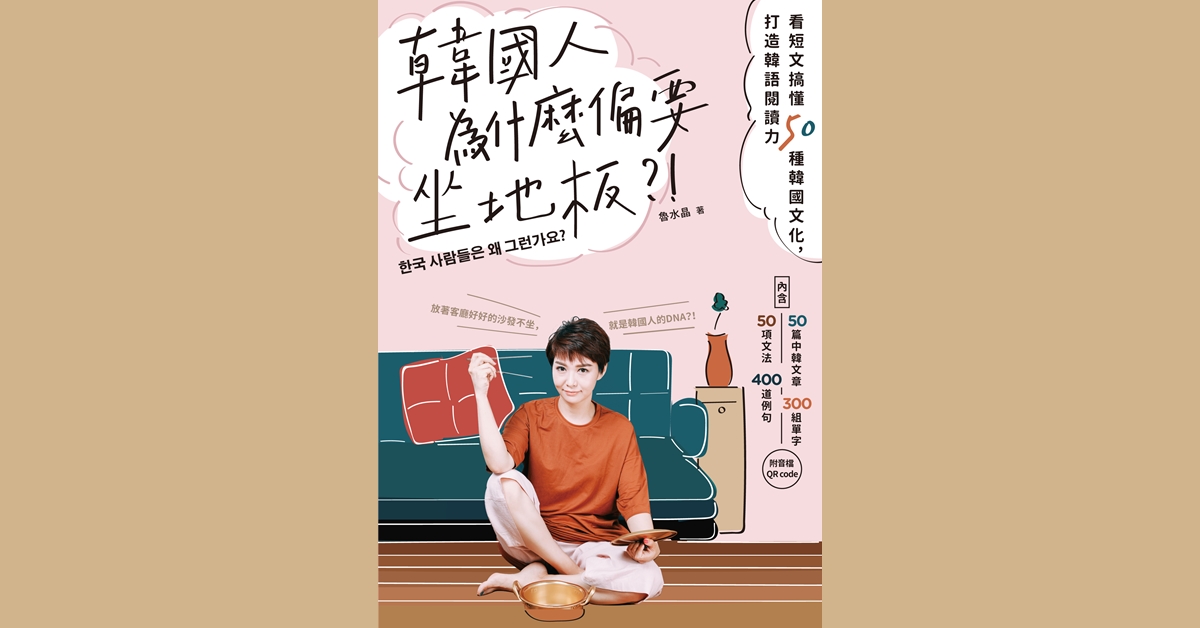 韓國人
為什麼偏要
坐地板?!
魯水晶 著
한국 사람들은 왜 그런가요?
看短文搞懂50種韓國文化,
打造韓語閱讀力
放著客廳好好的沙發不坐,
就是韓國人的DNA?!
內含
50篇中韓文章
50項文法
300組單字
400道例句
附音檔
QR code